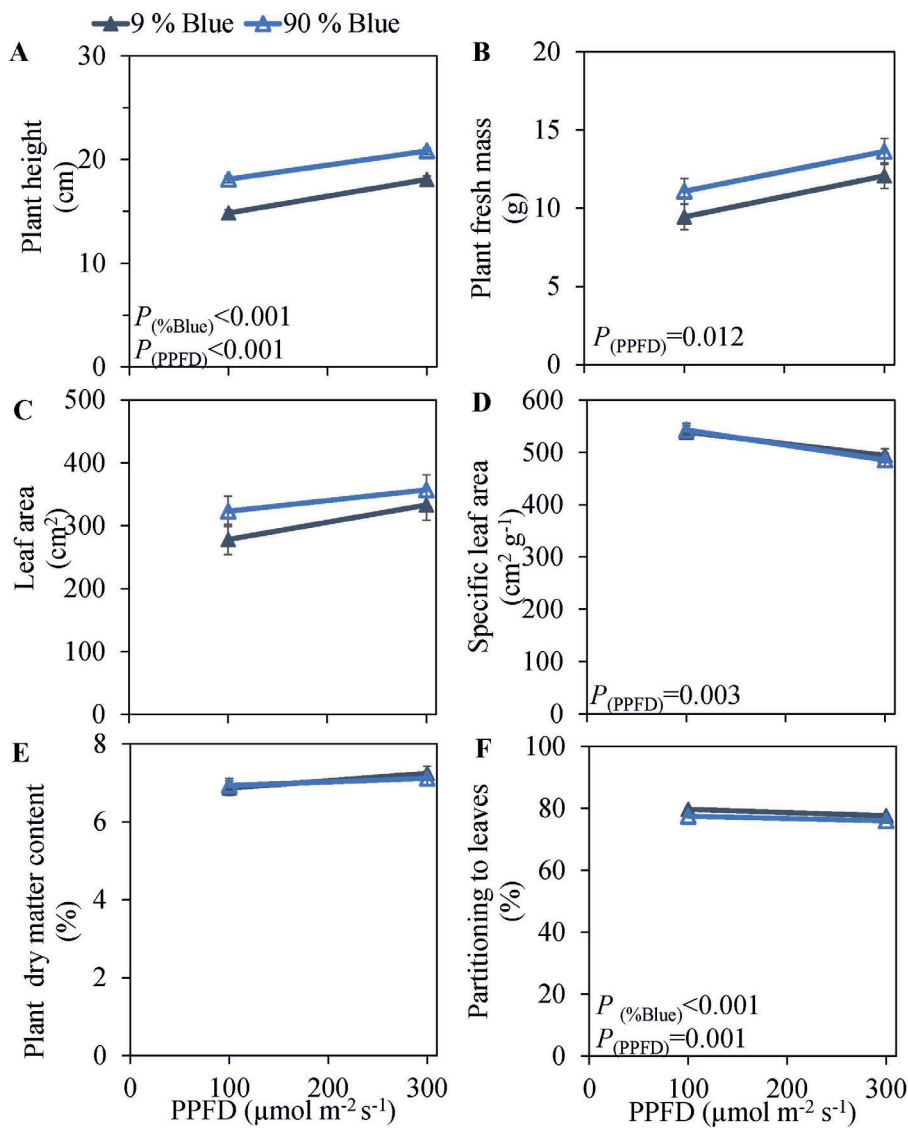 9 % Blue 90 % Blue
A
30
20
10
0
Plant height
(cm)
P(%Blue)<0.001
P(PPFD)<0.001
B
20
15
10
5
0
Plant fresh mass
(g)
P(PPFD)=0.012
C
500
400
300
200
100
0
Leaf area
(cm²)
D
600
500
400
300
200
100
0
Specific leaf area
(cm² g⁻¹)
P(PPFD)=0.003
E
8
6
4
2
0
Plant dry matter content
(%)
0 100 200 300
PPFD (µmol m⁻² s⁻¹)
F
100
80
60
40
20
0
Partitioning to leaves
(%)
P (%Blue)<0.001
P(PPFD)=0.001
0 100 200 300
PPFD (µmol m⁻² s⁻¹)